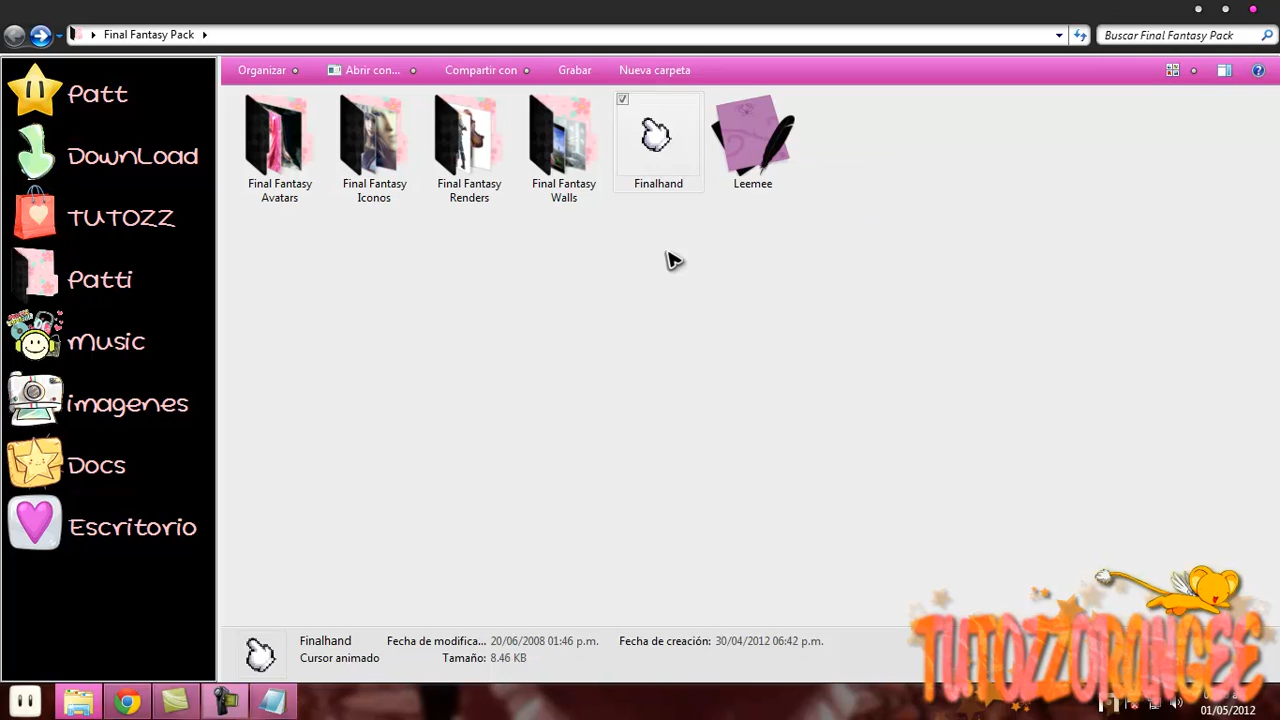 Final Fantasy Pack
Buscar Final Fantasy Pack
Organizar
Abrir con...
Compartir con
Grabar
Nueva carpeta
Patt
DownLoad
TUTOZZ
Patti
Music
imagenes
Docs
Escritorio
Final Fantasy
Avatars
Final Fantasy
Iconos
Final Fantasy
Renders
Final Fantasy
Walls
Finalhand
Leemee
Finalhand
Fecha de modifica... 20/06/2008 01:46 p.m.
Fecha de creación: 30/04/2012 06:42 p.m.
Cursor animado
Tamaño: 8.46 KB
TUTOZZORANGEE
01/05/2012